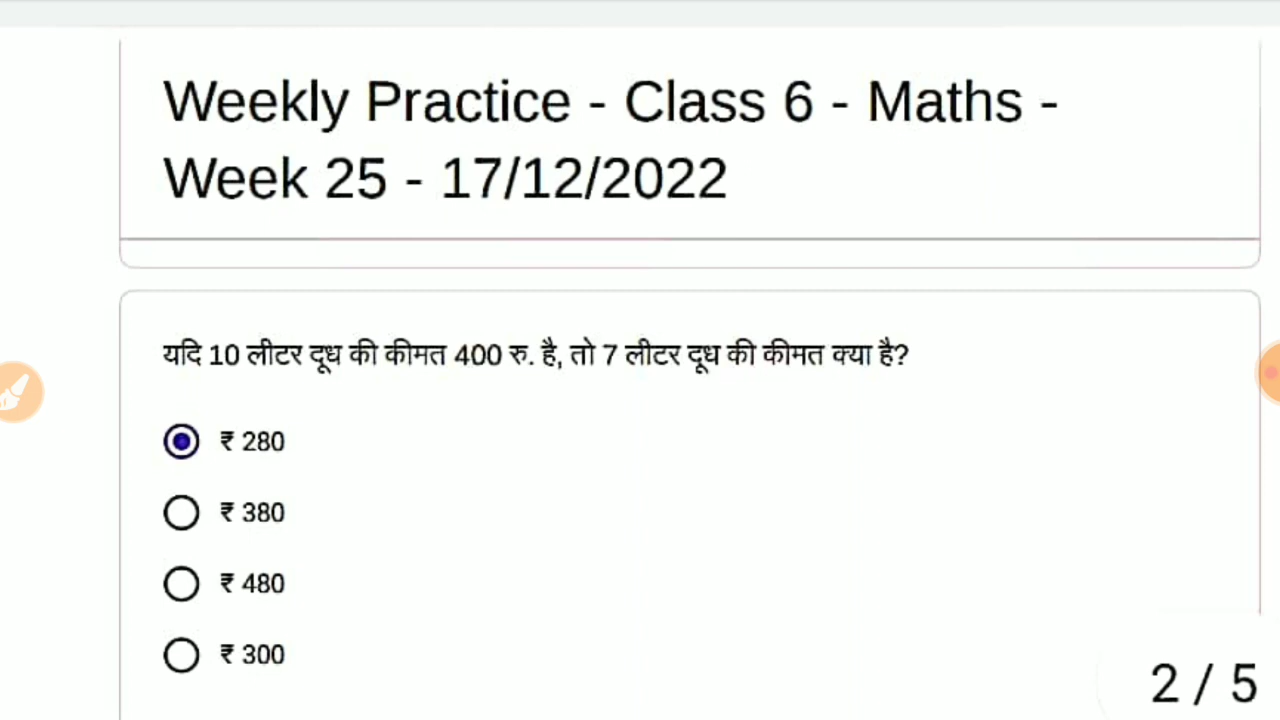 Weekly Practice - Class 6 - Maths -
Week 25 - 17/12/2022
यदि 10 लीटर दूध की कीमत 400 रु. है, तो 7 लीटर दूध की कीमत क्या है?
₹ 280
₹ 380
₹ 480
₹ 300
2 / 5